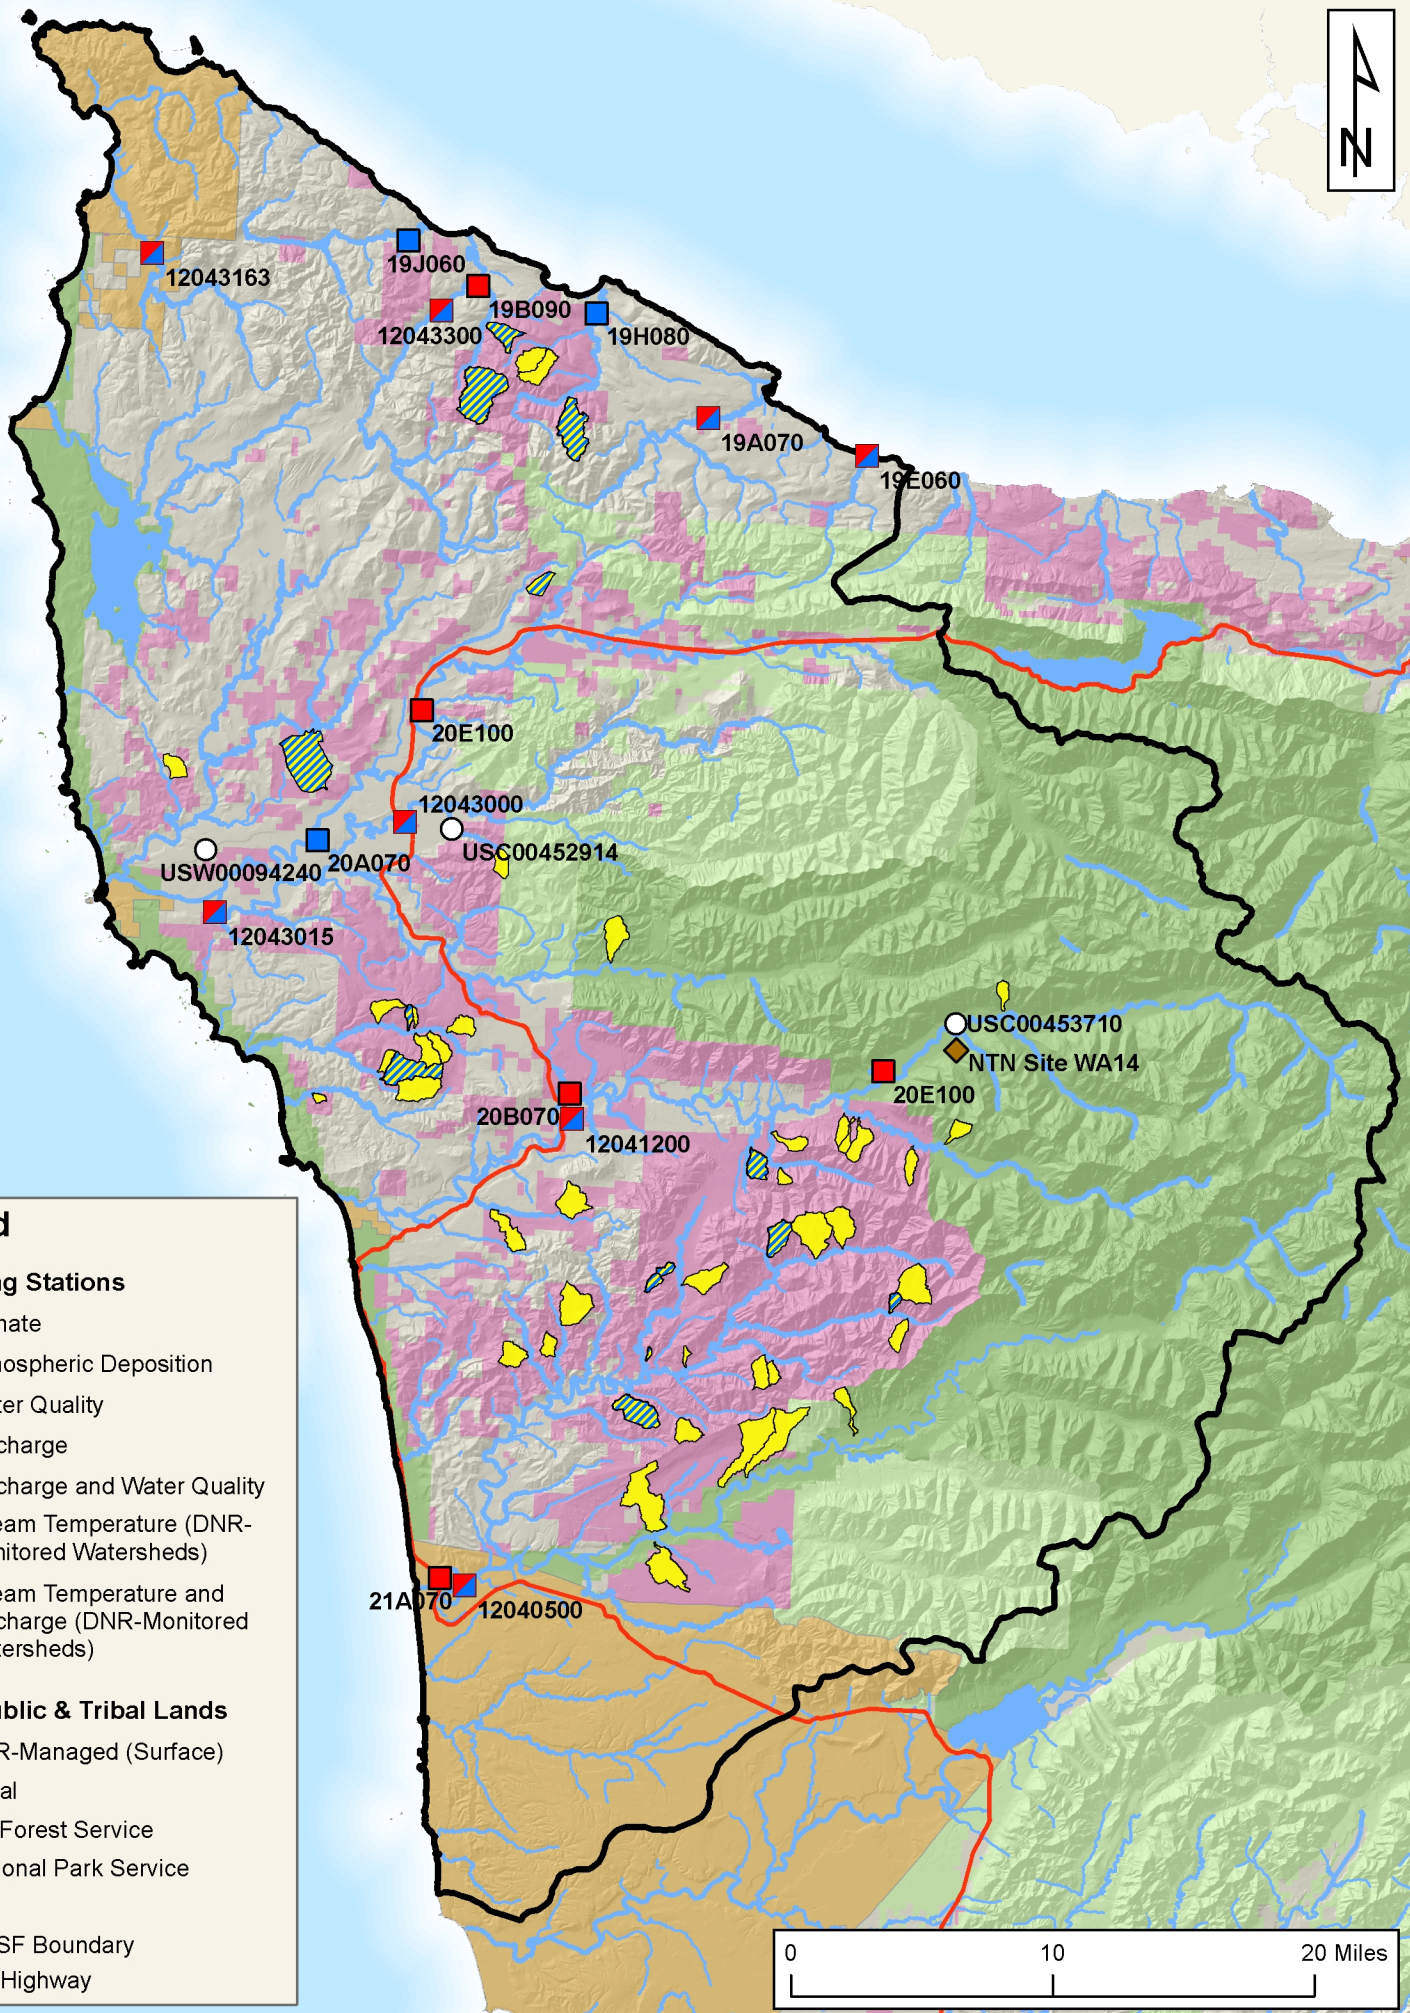 N
12043163
19J060
19B090
12043300
19H080
19A070
19E060
20E100
12043000
USC00452914
USW00094240
20A070
12043015
USC00453710
NTN Site WA14
20E100
20B070
12041200
d
ng Stations
nate
nospheric Deposition
ter Quality
charge
charge and Water Quality
eam Temperature (DNR-
nitored Watersheds)
eam Temperature and
charge (DNR-Monitored
tersheds)
ublic & Tribal Lands
R-Managed (Surface)
al
Forest Service
ional Park Service
SF Boundary
Highway
21A070
12040500
0 10 20 Miles